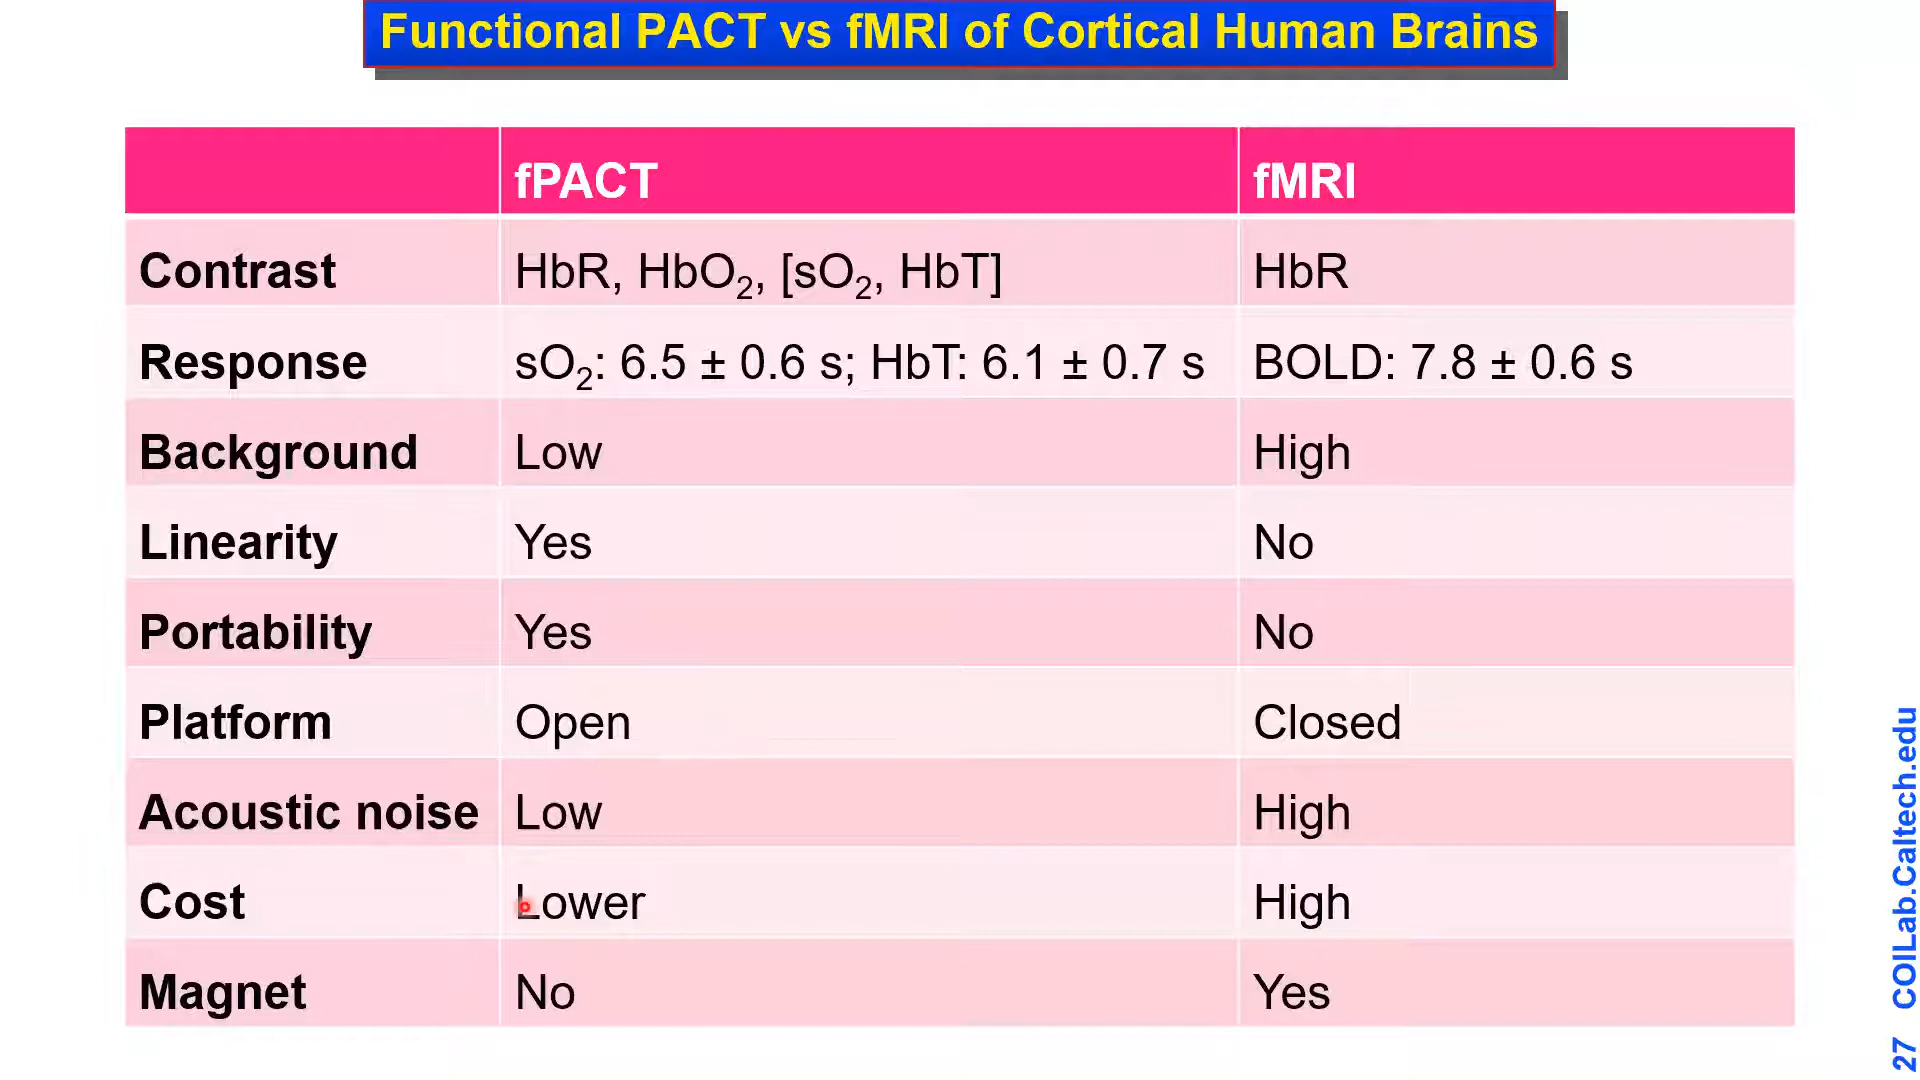 Functional PACT vs fMRI of Cortical Human Brains
fPACT fMRI
Contrast HbR, HbO₂, [sO₂, HbT] HbR
Response sO₂: 6.5 ± 0.6 s; HbT: 6.1 ± 0.7 s BOLD: 7.8 ± 0.6 s
Background Low High
Linearity Yes No
Portability Yes No
Platform Open Closed
Acoustic noise Low High
Cost Lower High
Magnet No Yes
27 COILab.Caltech.edu